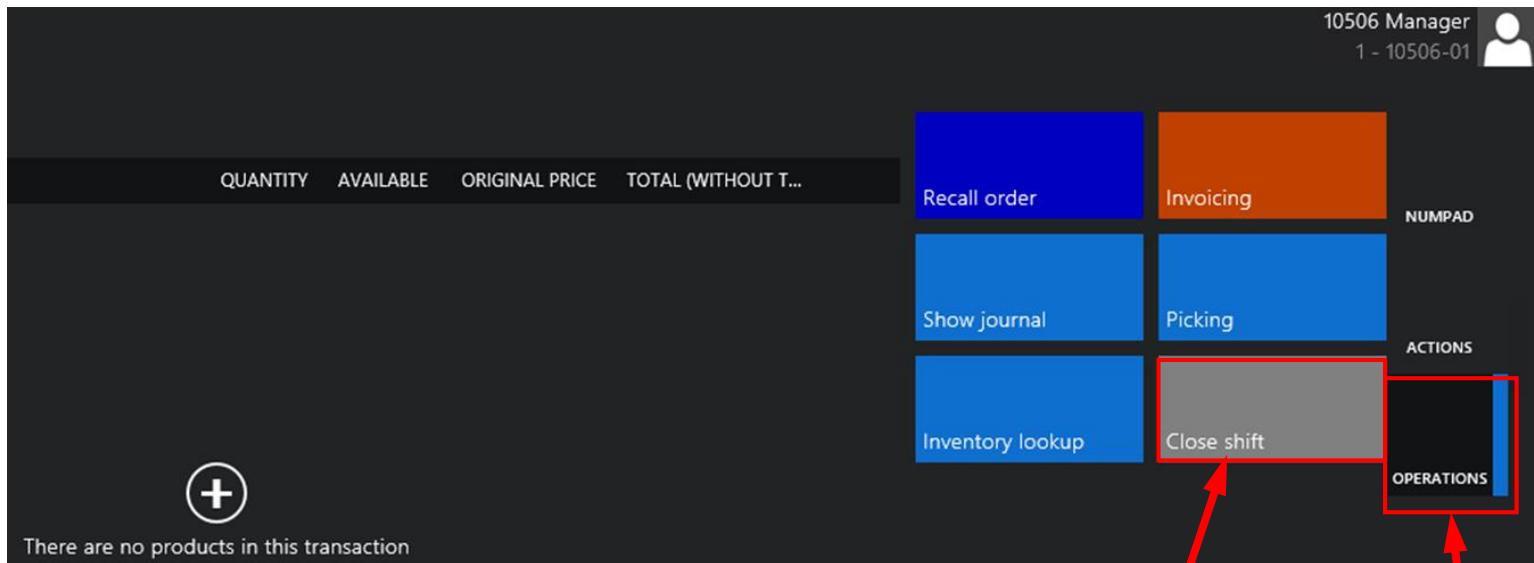 10506 Manager
1 - 10506-01
QUANTITY AVAILABLE ORIGINAL PRICE TOTAL (WITHOUT T...
Recall order
Invoicing
NUMPAD
Show journal
Picking
ACTIONS
Inventory lookup
Close shift
OPERATIONS
There are no products in this transaction